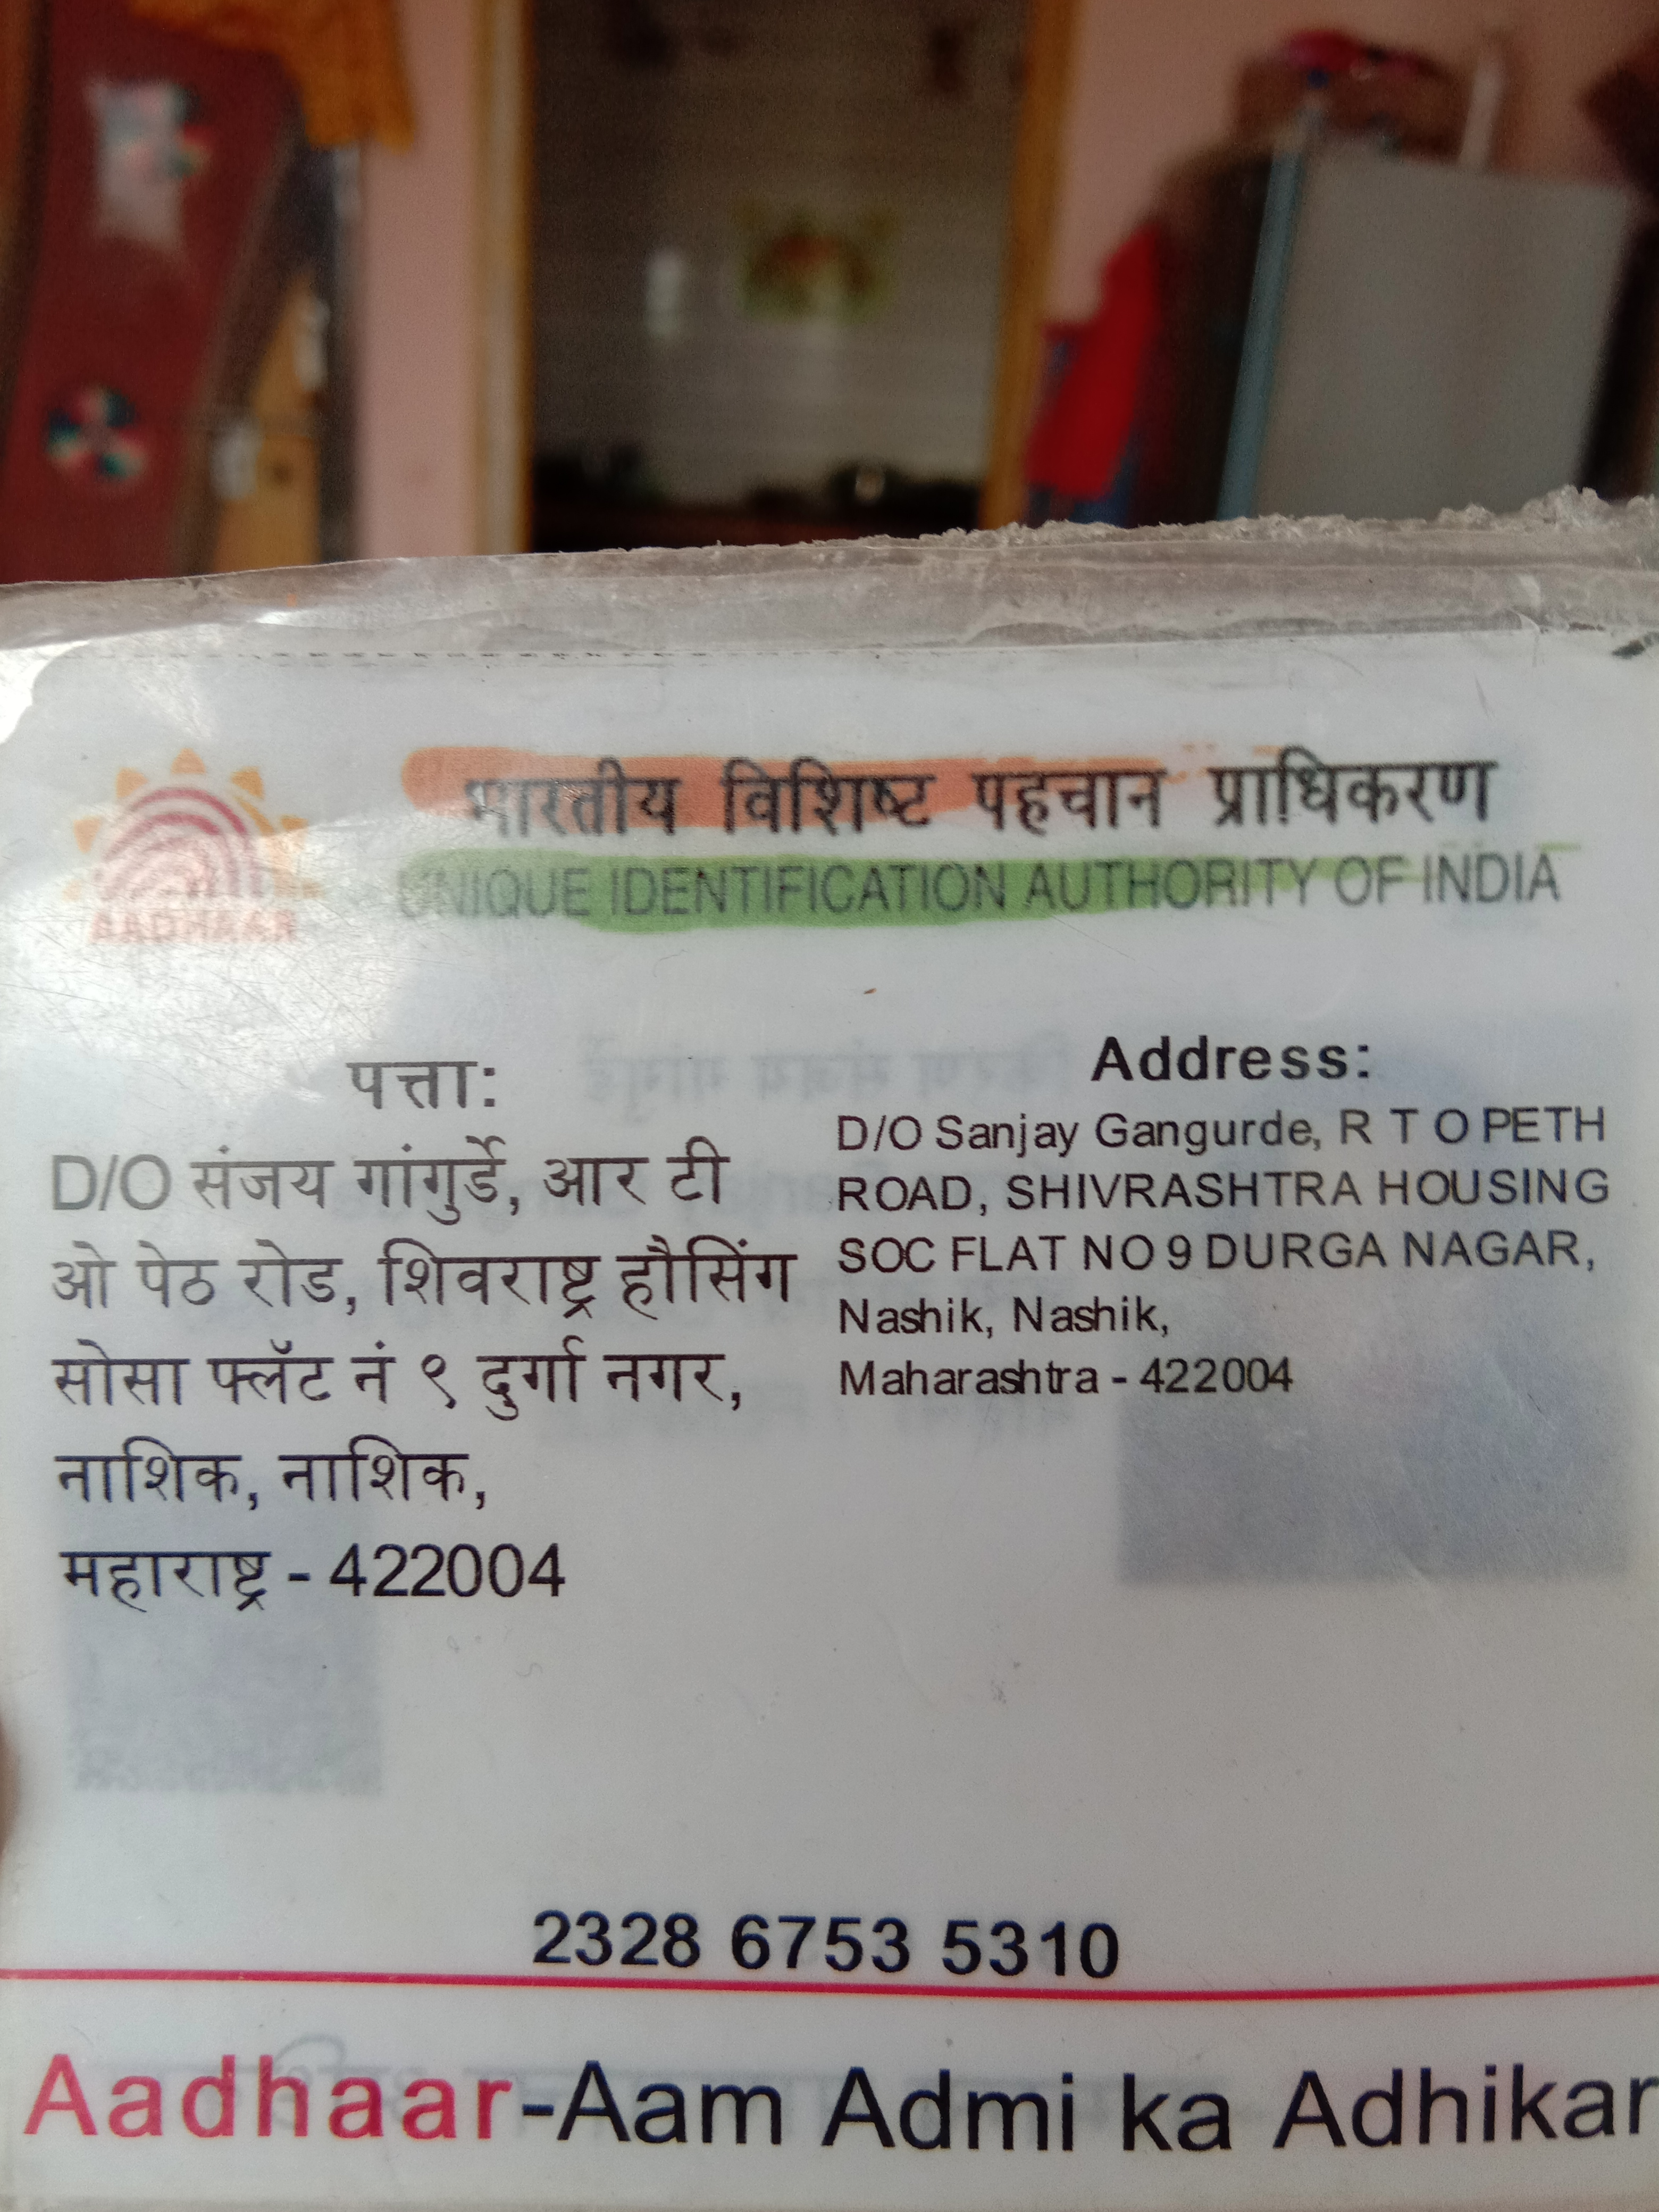 भारतीय विशिष्ट पहचान प्राधिकरण
UNIQUE IDENTIFICATION AUTHORITY OF INDIA
AADHAAR
पत्ता:
D/O संजय गांगुर्डे, आर टी
ओ पेठ रोड, शिवराष्ट्र हौसिंग
सोसा फ्लॅट नं ९ दुर्गा नगर,
नाशिक, नाशिक,
महाराष्ट्र - 422004
Address:
D/O Sanjay Gangurde, R T O PETH
ROAD, SHIVRASHTRA HOUSING
SOC FLAT NO 9 DURGA NAGAR,
Nashik, Nashik,
Maharashtra - 422004
2328 6753 5310
Aadhaar-Aam Admi ka Adhikar